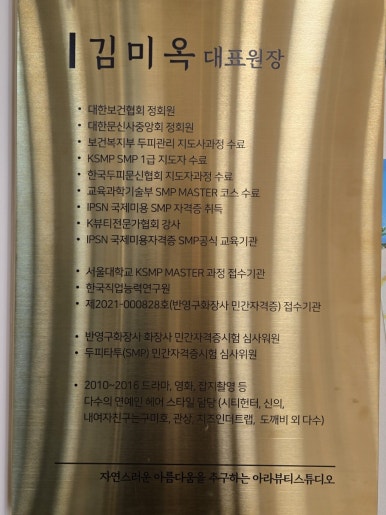 김미옥 대표원장
• 대한보건협회 정회원
• 대한문신사중앙회 정회원
• 보건복지부 두피관리 지도사과정 수료
• KSMP SMP 1급 지도자 수료
• 한국두피문신협회 지도자과정 수료
• 교육과학기술부 SMP MASTER 코스 수료
• IPSN 국제미용 SMP 자격증 취득
• K뷰티전문가협회 강사
• IPSN 국제미용자격증 SMP공식 교육기관
• 서울대학교 KSMP MASTER 과정 접수기관
• 한국직업능력연구원
• 제2021-000828호(반영구화장사 민간자격증) 접수기관
• 반영구화장사 화장사 민간자격증시험 심사위원
• 두피타투(SMP) 민간자격증시험 심사위원
• 2010~2016 드라마, 영화, 잡지촬영 등
다수의 연예인 헤어 스타일 담당 (시티헌터, 신의,
내여자친구는구미호, 관상, 치즈인더트랩, 도깨비 외 다수)
자연스러운 아름다움을 추구하는 아라뷰티스튜디오